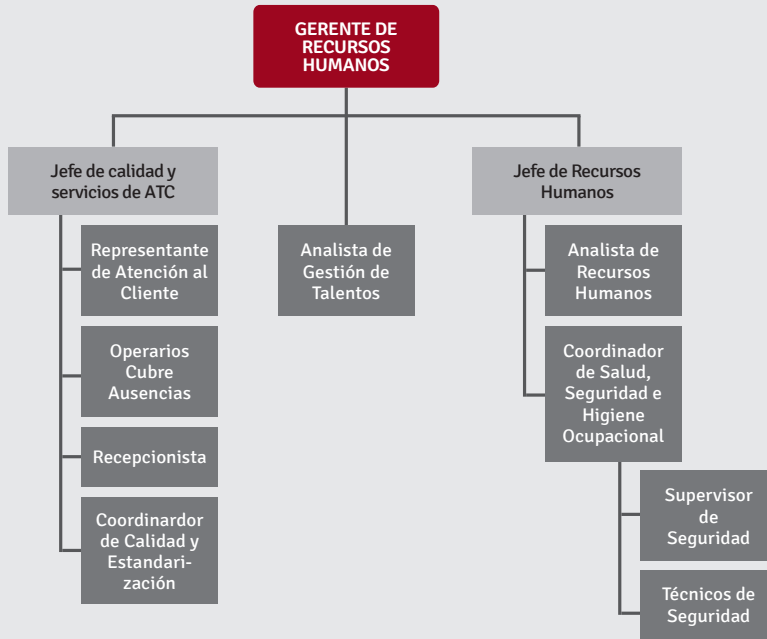 GERENTE DE
RECURSOS
HUMANOS
Jefe de calidad y
servicios de ATC
Jefe de Recursos
Humanos
Representante
de Atención al
Cliente
Analista de
Gestión de
Talentos
Analista de
Recursos
Humanos
Operarios
Cubre
Ausencias
Coordinador
de Salud,
Seguridad e
Higiene
Ocupacional
Recepcionista
Supervisor
de
Seguridad
Coordinardor
de Calidad y
Estandari-
zación
Técnicos de
Seguridad